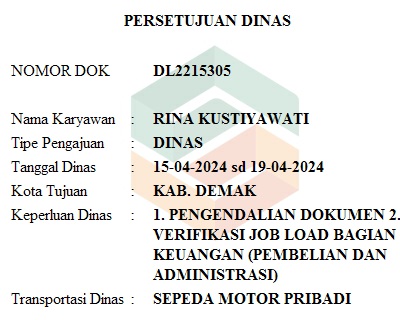 PERSETUJUAN DINAS
NOMOR DOK DL2215305
Nama Karyawan : RINA KUSTIYAWATI
Tipe Pengajuan : DINAS
Tanggal Dinas : 15-04-2024 sd 19-04-2024
Kota Tujuan : KAB. DEMAK
Keperluan Dinas : 1. PENGENDALIAN DOKUMEN 2.
VERIFIKASI JOB LOAD BAGIAN
KEUANGAN (PEMBELIAN DAN
ADMINISTRASI)
Transportasi Dinas : SEPEDA MOTOR PRIBADI